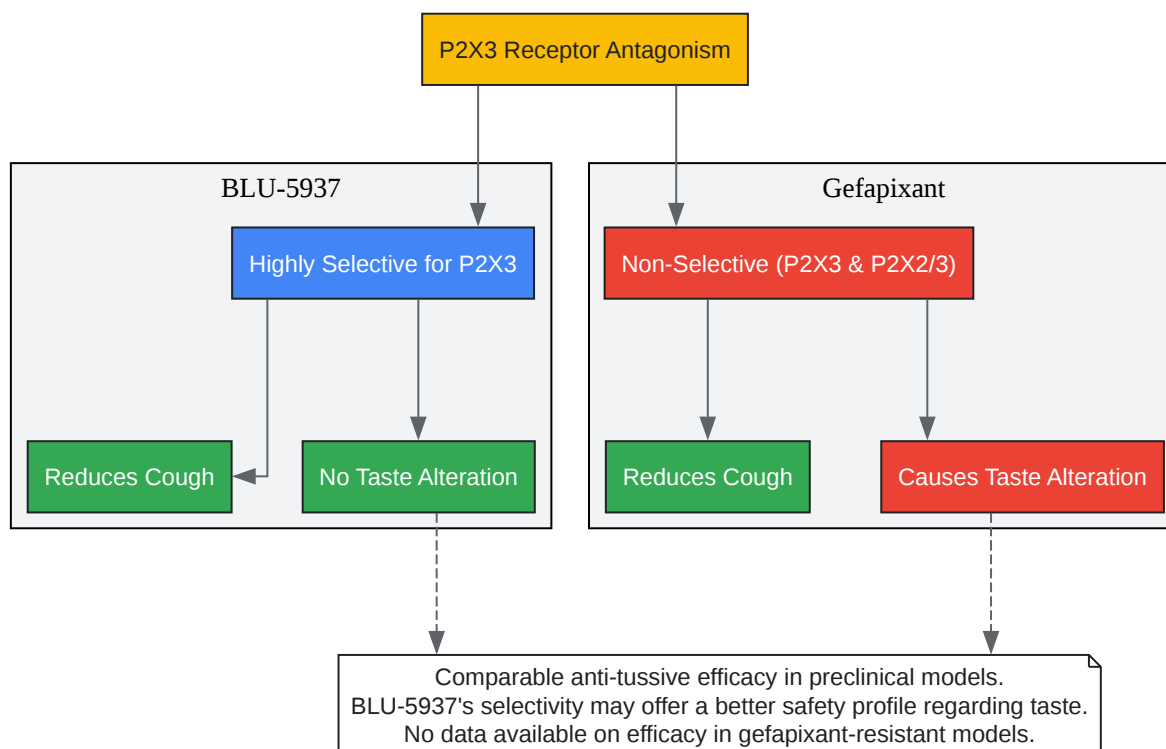 P2X3 Receptor Antagonism
BLU-5937
Gefapixant
Highly Selective for P2X3
Non-Selective (P2X3 & P2X2/3)
Reduces Cough
No Taste Alteration
Reduces Cough
Causes Taste Alteration
Comparable anti-tussive efficacy in preclinical models.
BLU-5937's selectivity may offer a better safety profile regarding taste.
No data available on efficacy in gefapixant-resistant models.